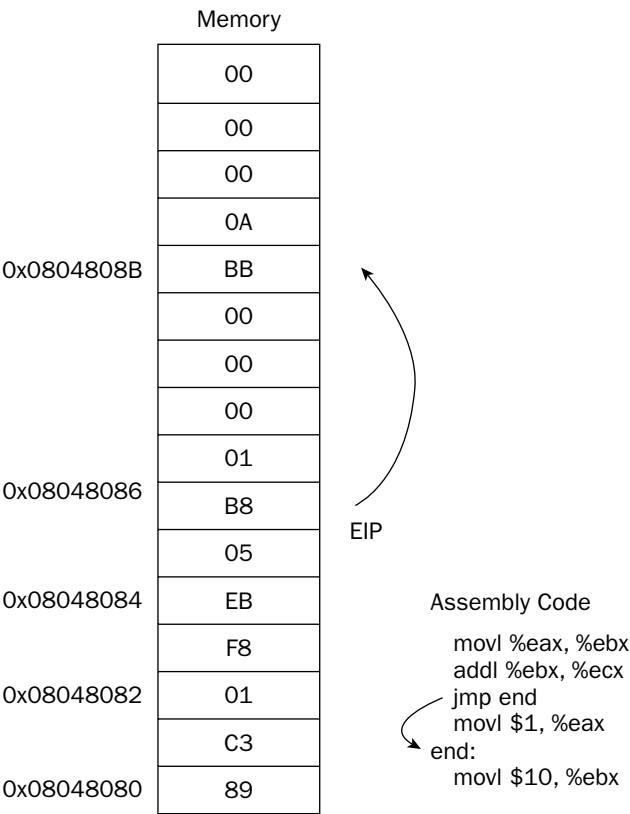 Memory
00
00
00
0A
0x0804808B BB
00
00
00
01
0x08048086 B8
EIP
05
0x08048084 EB
F8
0x08048082 01
C3
0x08048080 89
Assembly Code
movl %eax, %ebx
addl %ebx, %ecx
jmp end
movl $1, %eax
end:
movl $10, %ebx